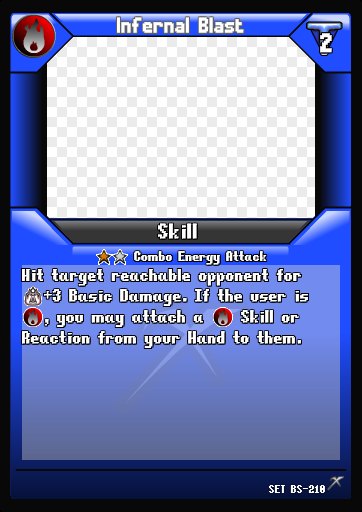 Infernal Blast
2
Skill
Combo Energy Attack
Hit target reachable opponent for
+3 Basic Damage. If the user is
, you may attach a Skill or
Reaction from your Hand to them.
SET BS-210